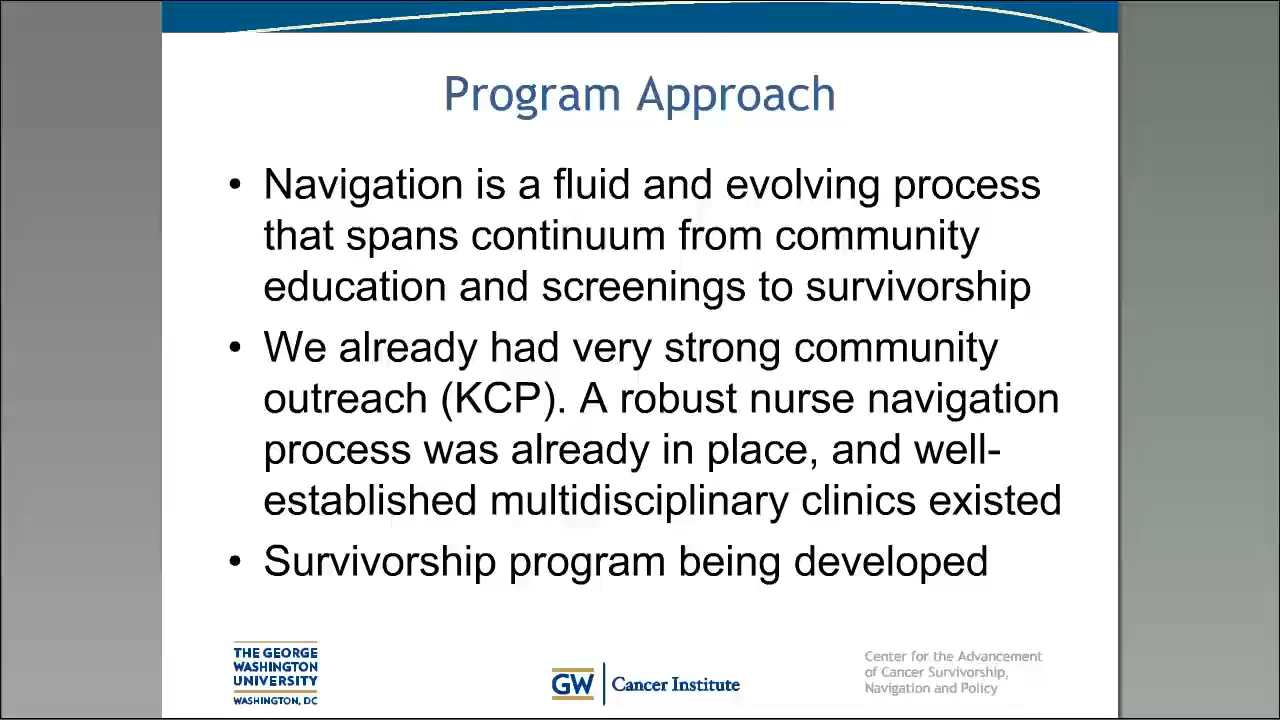 Program Approach
• Navigation is a fluid and evolving process
that spans continuum from community
education and screenings to survivorship
• We already had very strong community
outreach (KCP). A robust nurse navigation
process was already in place, and well-
established multidisciplinary clinics existed
• Survivorship program being developed
THE GEORGE
WASHINGTON
UNIVERSITY
WASHINGTON, DC
GW Cancer Institute
Center for the Advancement
of Cancer Survivorship,
Navigation and Policy